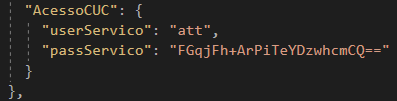 "AcessoCUC": {
"userServico": "att",
"passServico": "FGqjFh+ArPiTeYDzwhcmCQ=="
}
},